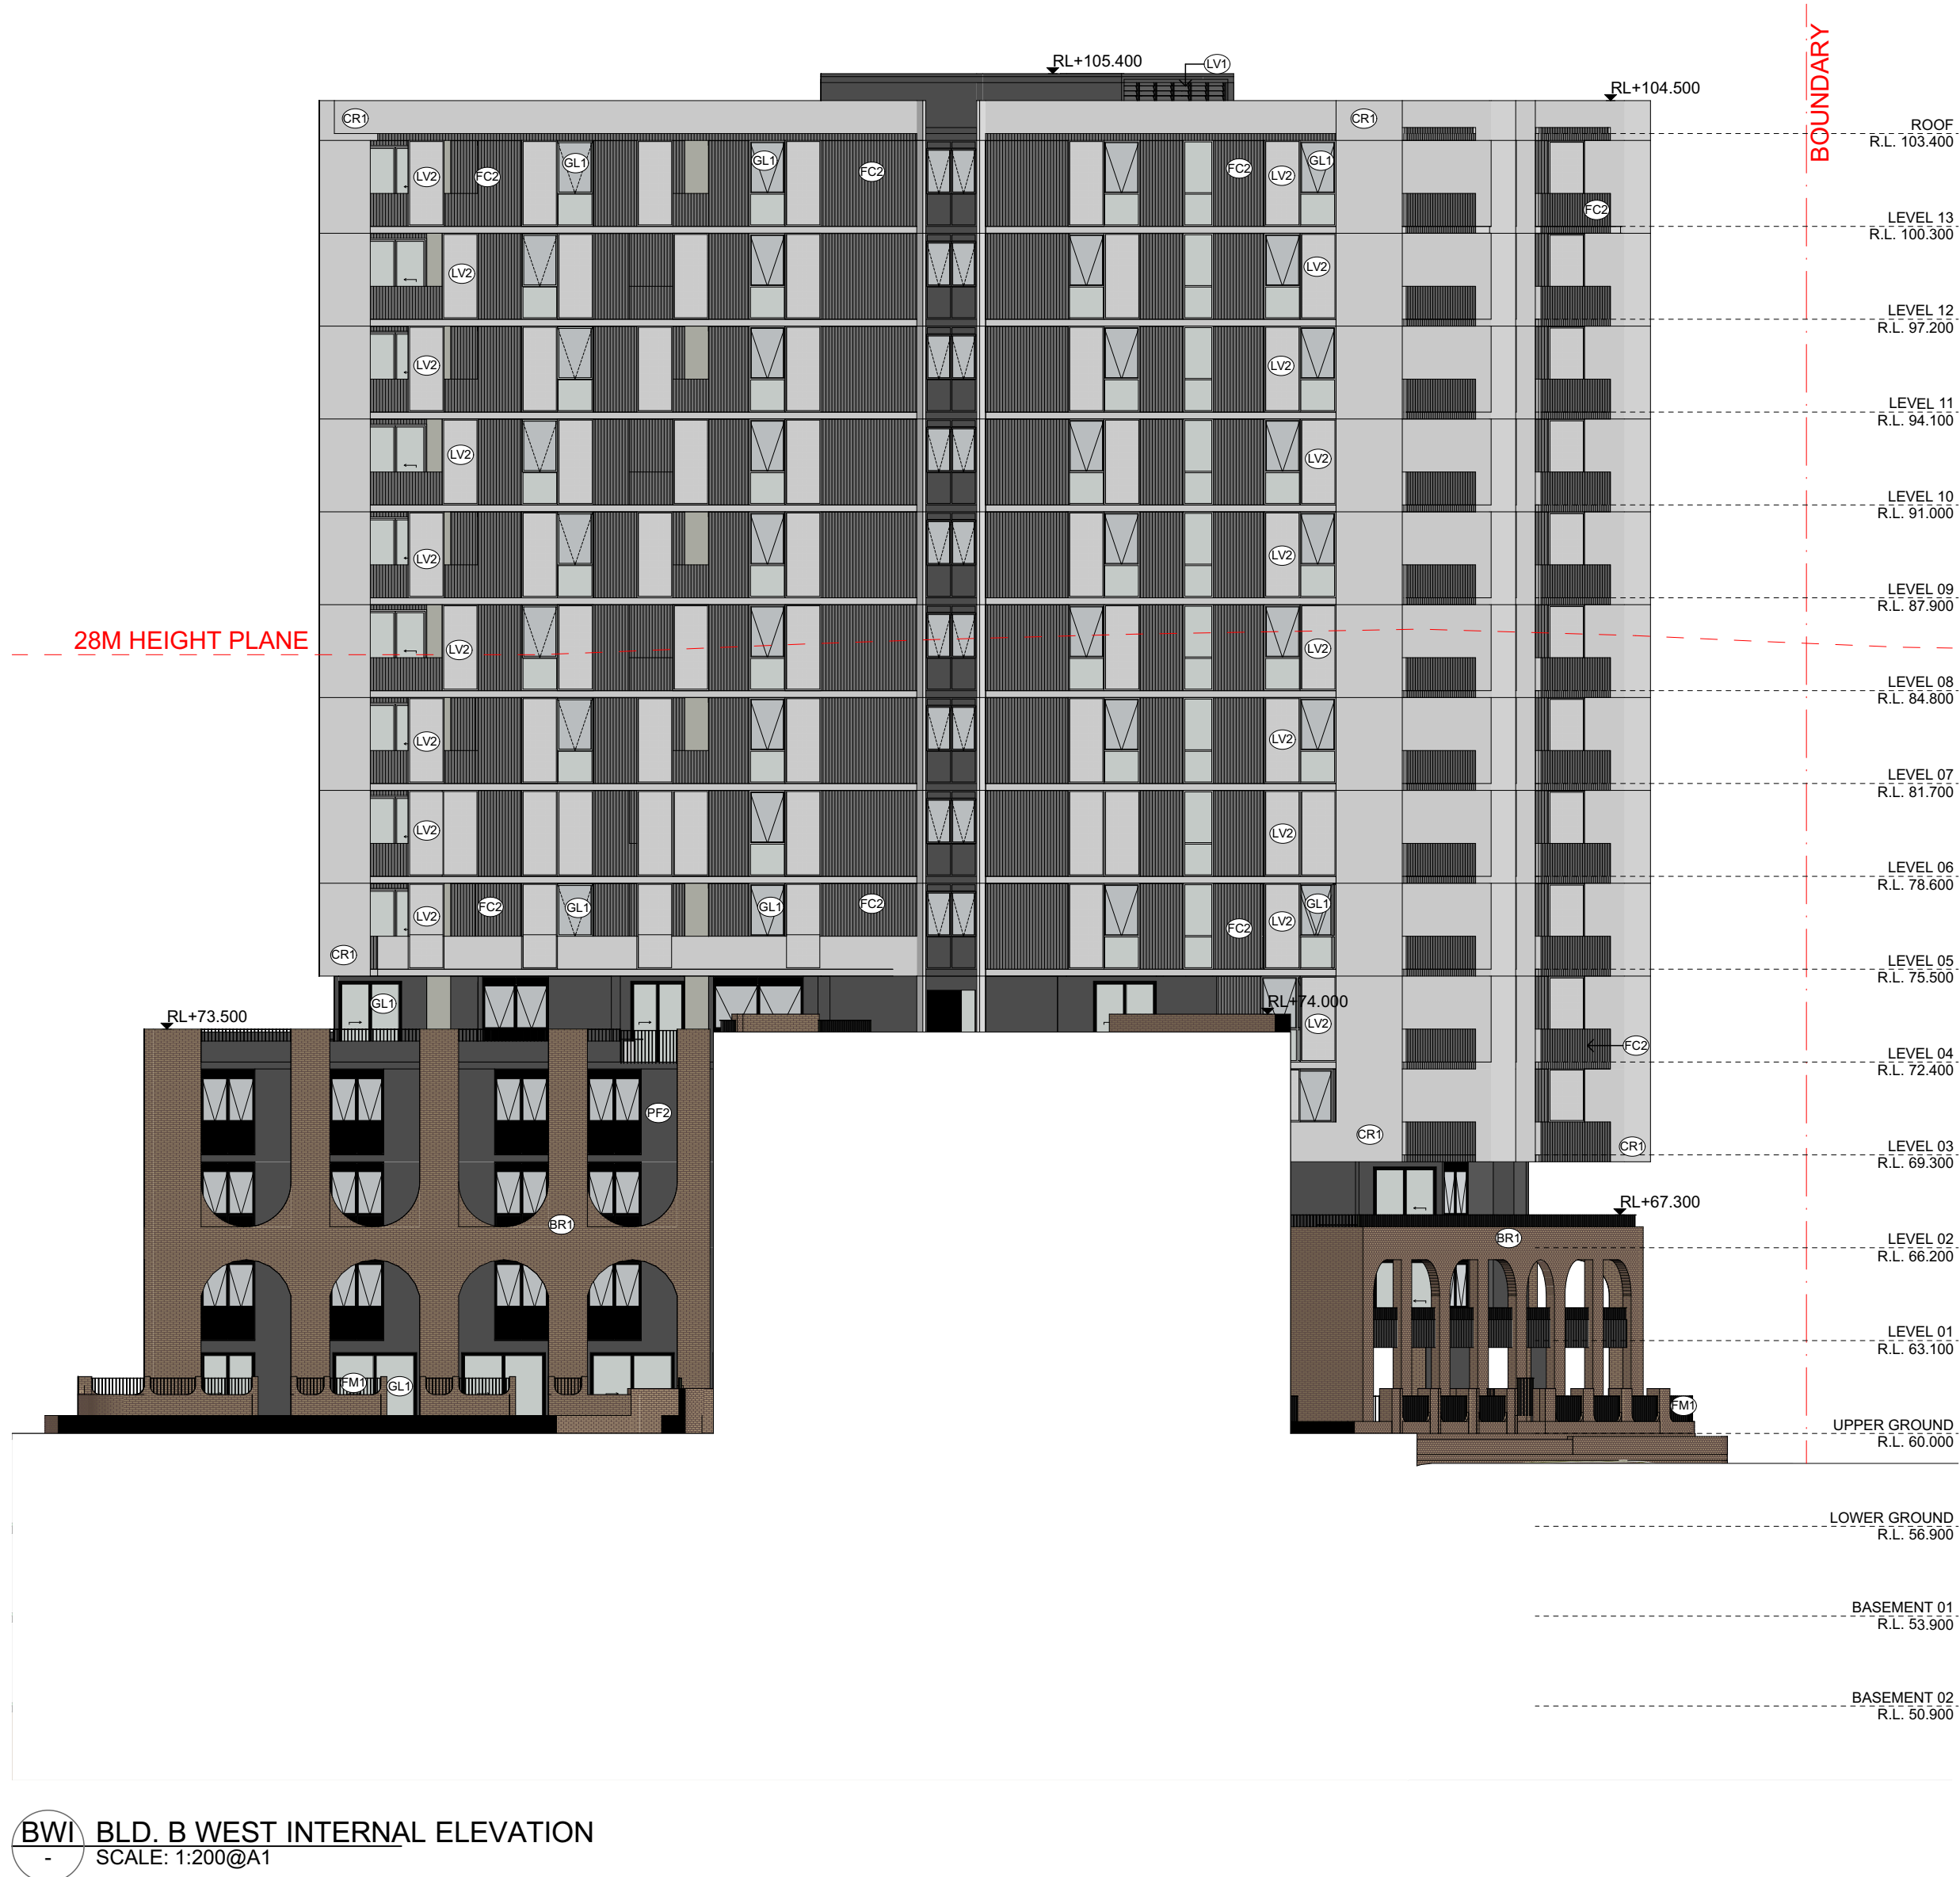 BOUNDARY
RL+105.400
LV1
RL+104.500
CR1
CR1
ROOF
R.L. 103.400
LV2
FC2
GL1
GL1
FC2
FC2
LV2
GL1
FC2
LEVEL 13
R.L. 100.300
LV2
LV2
LEVEL 12
R.L. 97.200
LV2
LV2
LEVEL 11
R.L. 94.100
LV2
LV2
LEVEL 10
R.L. 91.000
LV2
LV2
LEVEL 09
R.L. 87.900
28M HEIGHT PLANE
LV2
LV2
LEVEL 08
R.L. 84.800
LV2
LV2
LEVEL 07
R.L. 81.700
LV2
LV2
LEVEL 06
R.L. 78.600
LV2
FC2
GL1
GL1
FC2
FC2
LV2
GL1
CR1
LEVEL 05
R.L. 75.500
GL1
RL+73.500
RL+74.000
LV2
FC2
LEVEL 04
R.L. 72.400
PF2
CR1
CR1
LEVEL 03
R.L. 69.300
RL+67.300
BR1
BR1
LEVEL 02
R.L. 66.200
LEVEL 01
R.L. 63.100
FM1
GL1
FM1
UPPER GROUND
R.L. 60.000
LOWER GROUND
R.L. 56.900
BASEMENT 01
R.L. 53.900
BASEMENT 02
R.L. 50.900
BWI
-
BLD. B WEST INTERNAL ELEVATION
SCALE: 1:200@A1